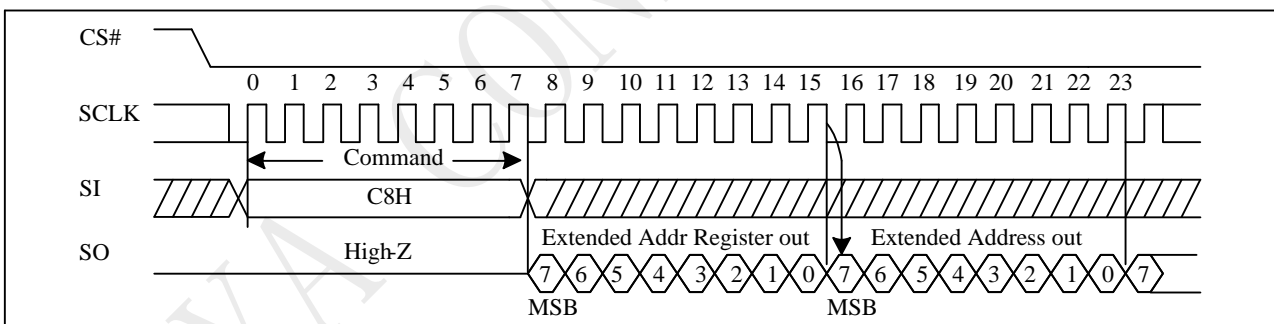 CS#
0 1 2 3 4 5 6 7 8 9 10 11 12 13 14 15 16 17 18 19 20 21 22 23
SCLK
Command
SI
C8H
SO
High-Z
Extended Addr Register out
Extended Address out
7 6 5 4 3 2 1 0 7 6 5 4 3 2 1 0 7
MSB MSB